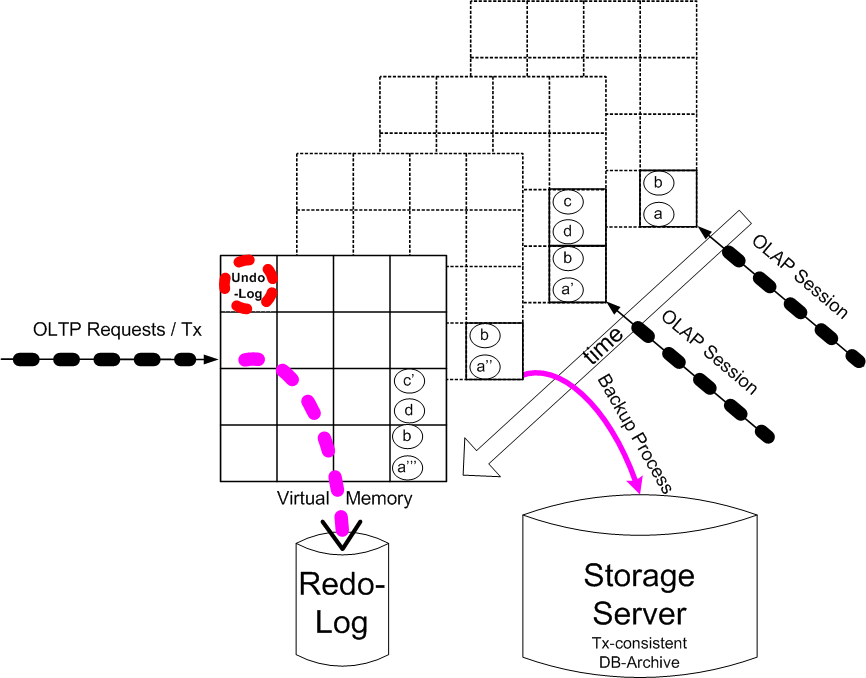 b
a
OLAP Session
c
d
b
a'
OLAP Session
Undo
-Log
OLTP Requests / Tx
b
a''
time
Backup Process
c'
d
b
a'''
Virtual Memory
Redo-
Log
Storage
Server
Tx-consistent
DB-Archive